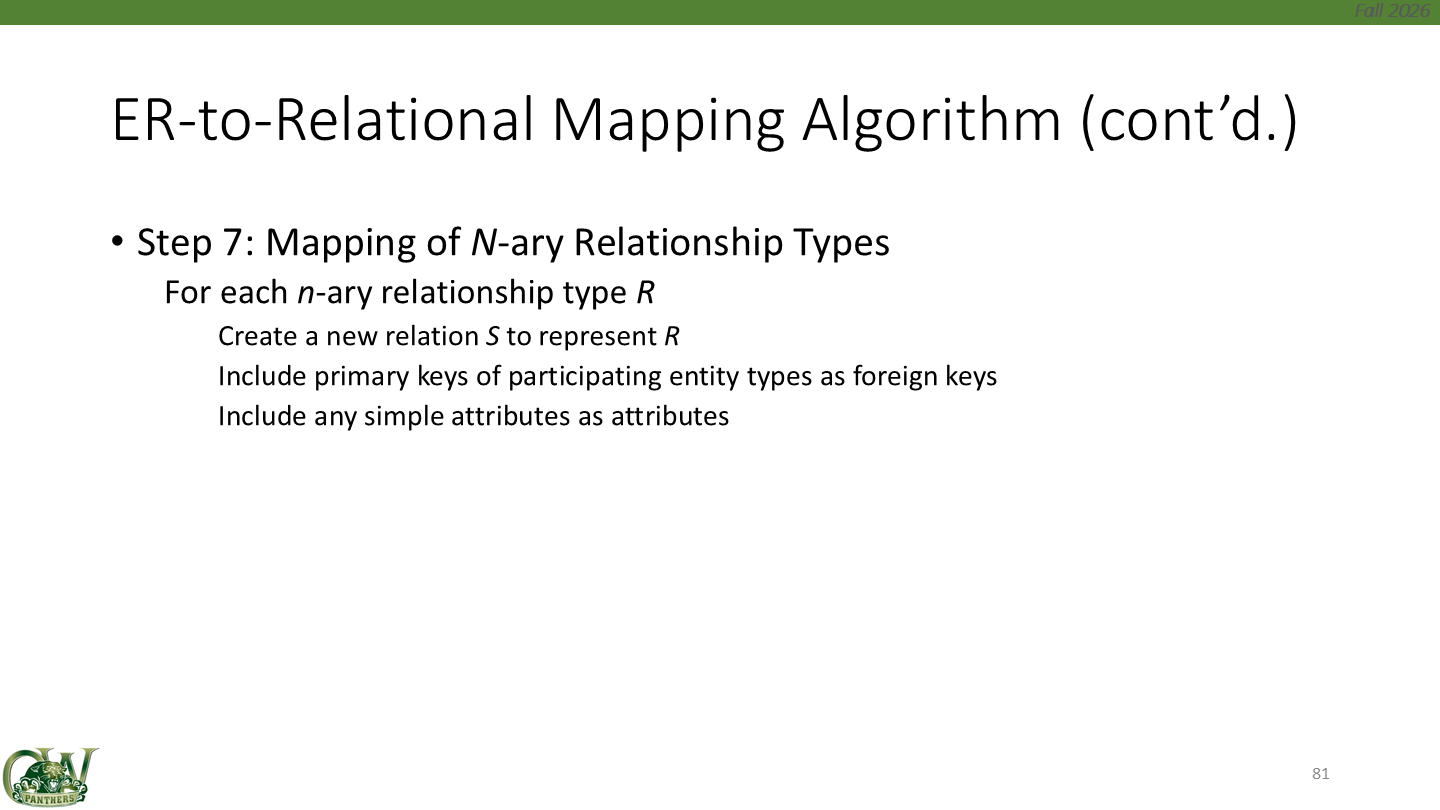 Fall 2026
ER-to-Relational Mapping Algorithm (cont’d.)
• Step 7: Mapping of N-ary Relationship Types
For each n-ary relationship type R
Create a new relation S to represent R
Include primary keys of participating entity types as foreign keys
Include any simple attributes as attributes
OW
PANTHERS
81